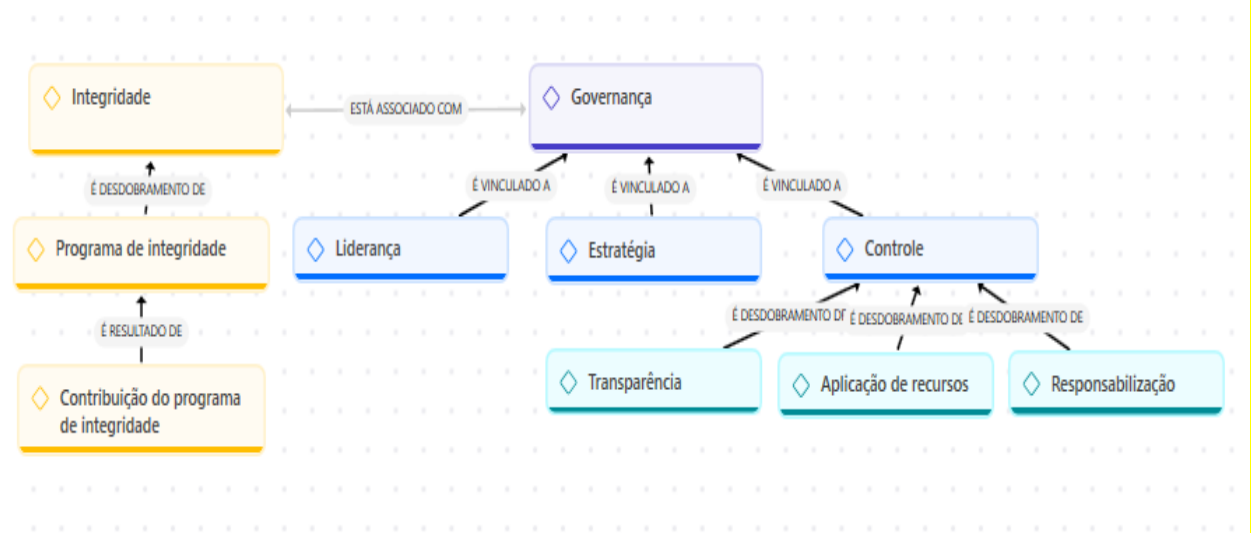 Integridade
ESTÁ ASSOCIADO COM
Governança
É DESDOBRAMENTO DE
É VINCULADO A
É VINCULADO A
É VINCULADO A
Programa de integridade
Liderança
Estratégia
Controle
É RESULTADO DE
É DESDOBRAMENTO DE
É DESDOBRAMENTO DE
É DESDOBRAMENTO DE
Contribuição do programa
de integridade
Transparência
Aplicação de recursos
Responsabilização